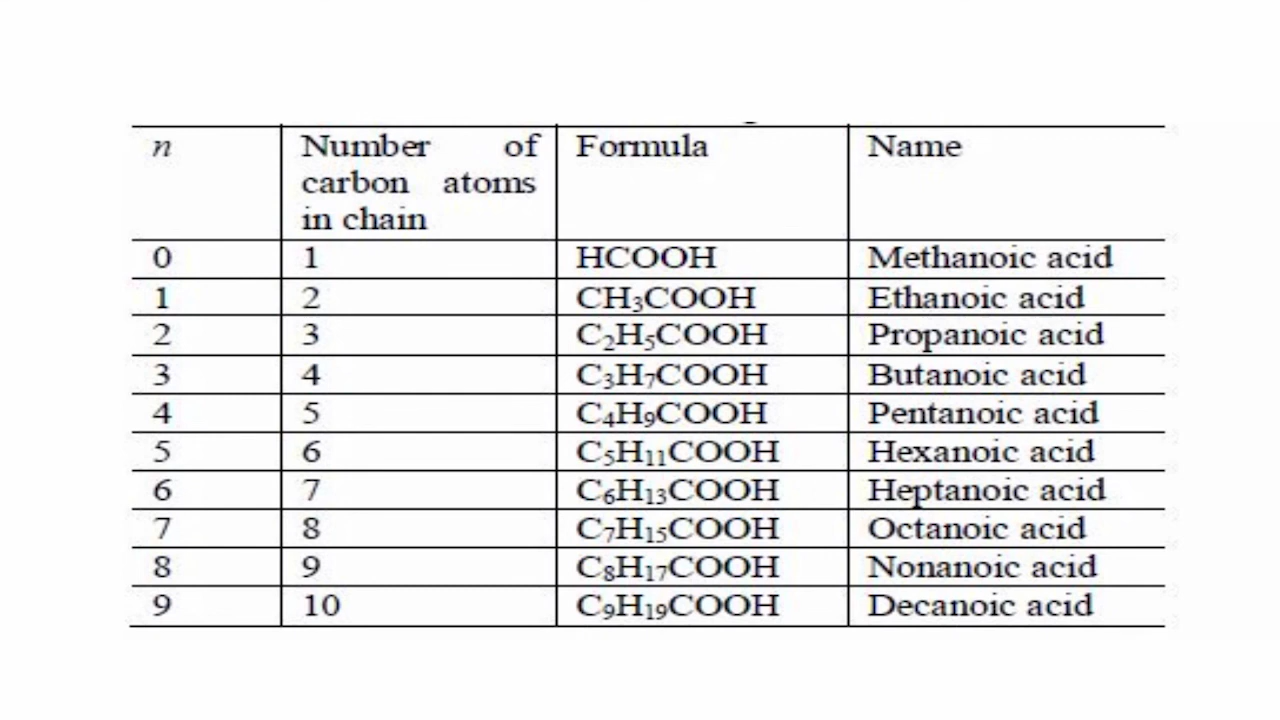 n Number of carbon atoms in chain Formula Name
0 1 HCOOH Methanoic acid
1 2 CH₃COOH Ethanoic acid
2 3 C₂H₅COOH Propanoic acid
3 4 C₃H₇COOH Butanoic acid
4 5 C₄H₉COOH Pentanoic acid
5 6 C₅H₁₁COOH Hexanoic acid
6 7 C₆H₁₃COOH Heptanoic acid
7 8 C₇H₁₅COOH Octanoic acid
8 9 C₈H₁₇COOH Nonanoic acid
9 10 C₉H₁₉COOH Decanoic acid